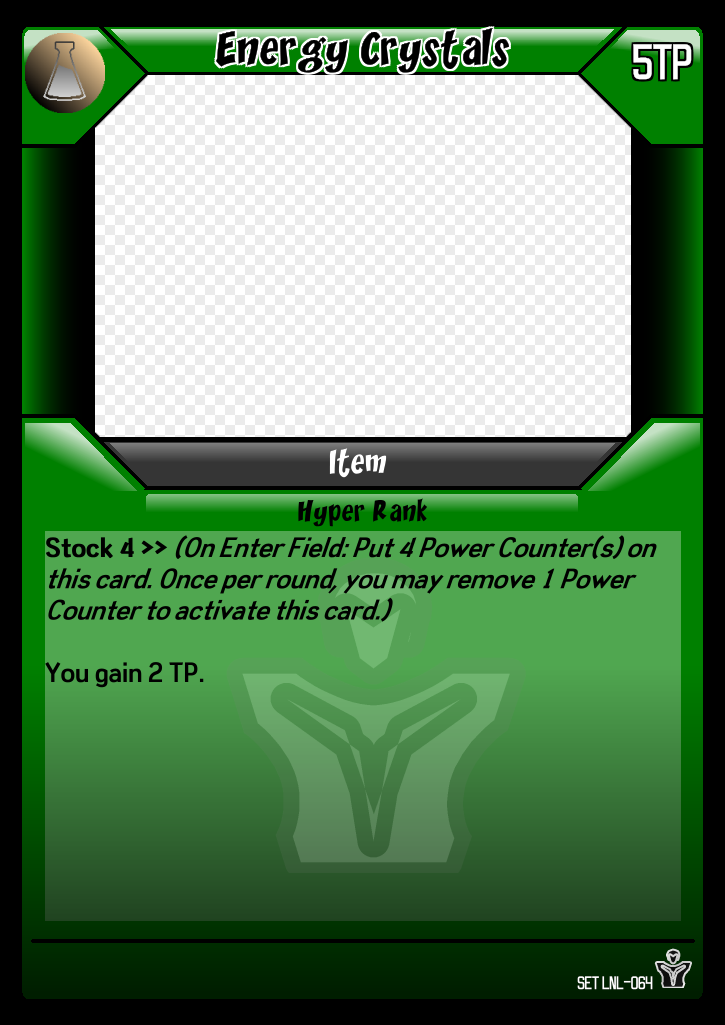 Energy Crystals
5TP
Item
Hyper Rank
Stock 4 >> (On Enter Field: Put 4 Power Counter(s) on
this card. Once per round, you may remove 1 Power
Counter to activate this card.)
You gain 2 TP.
SET LNL-064